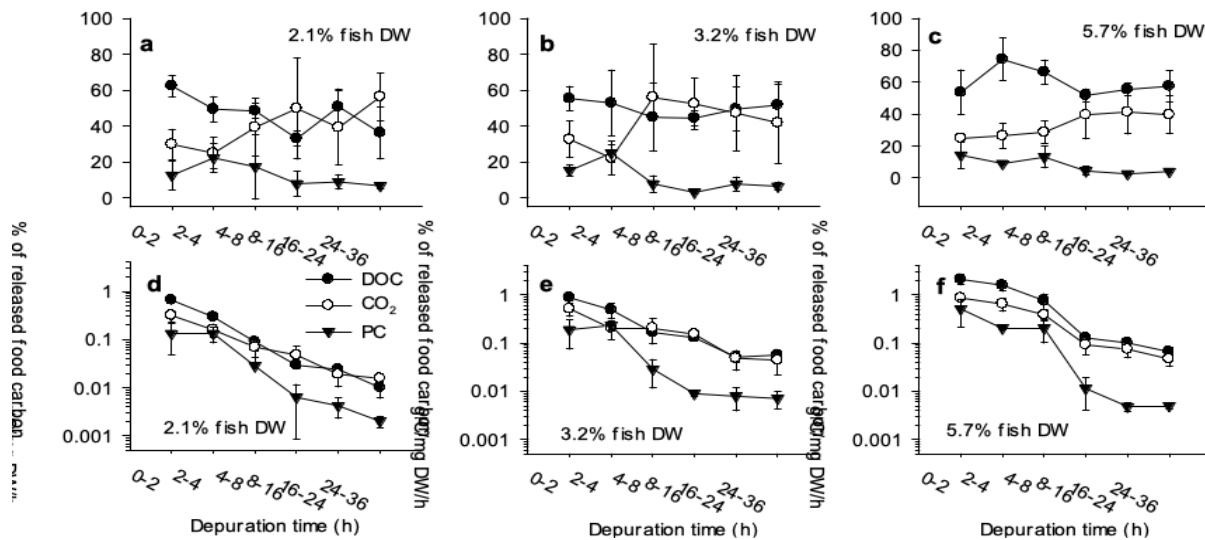 100
80
60
40
20
0
a
2.1% fish DW
0-2
2-4
4-8
8-16
16-24
24-36
100
80
60
40
20
0
b
3.2% fish DW
0-2
2-4
4-8
8-16
16-24
24-36
100
80
60
40
20
0
c
5.7% fish DW
0-2
2-4
4-8
8-16
16-24
24-36
% of released food carbon
% of released food carbon
1
0.1
0.01
0.001
d
DOC
CO2
PC
2.1% fish DW
0-2
2-4
4-8
8-16
16-24
24-36
Depuration time (h)
mg DW/h
1
0.1
0.01
0.001
e
3.2% fish DW
0-2
2-4
4-8
8-16
16-24
24-36
Depuration time (h)
% of released food carbon
mg DW/h
1
0.1
0.01
0.001
f
5.7% fish DW
0-2
2-4
4-8
8-16
16-24
24-36
Depuration time (h)